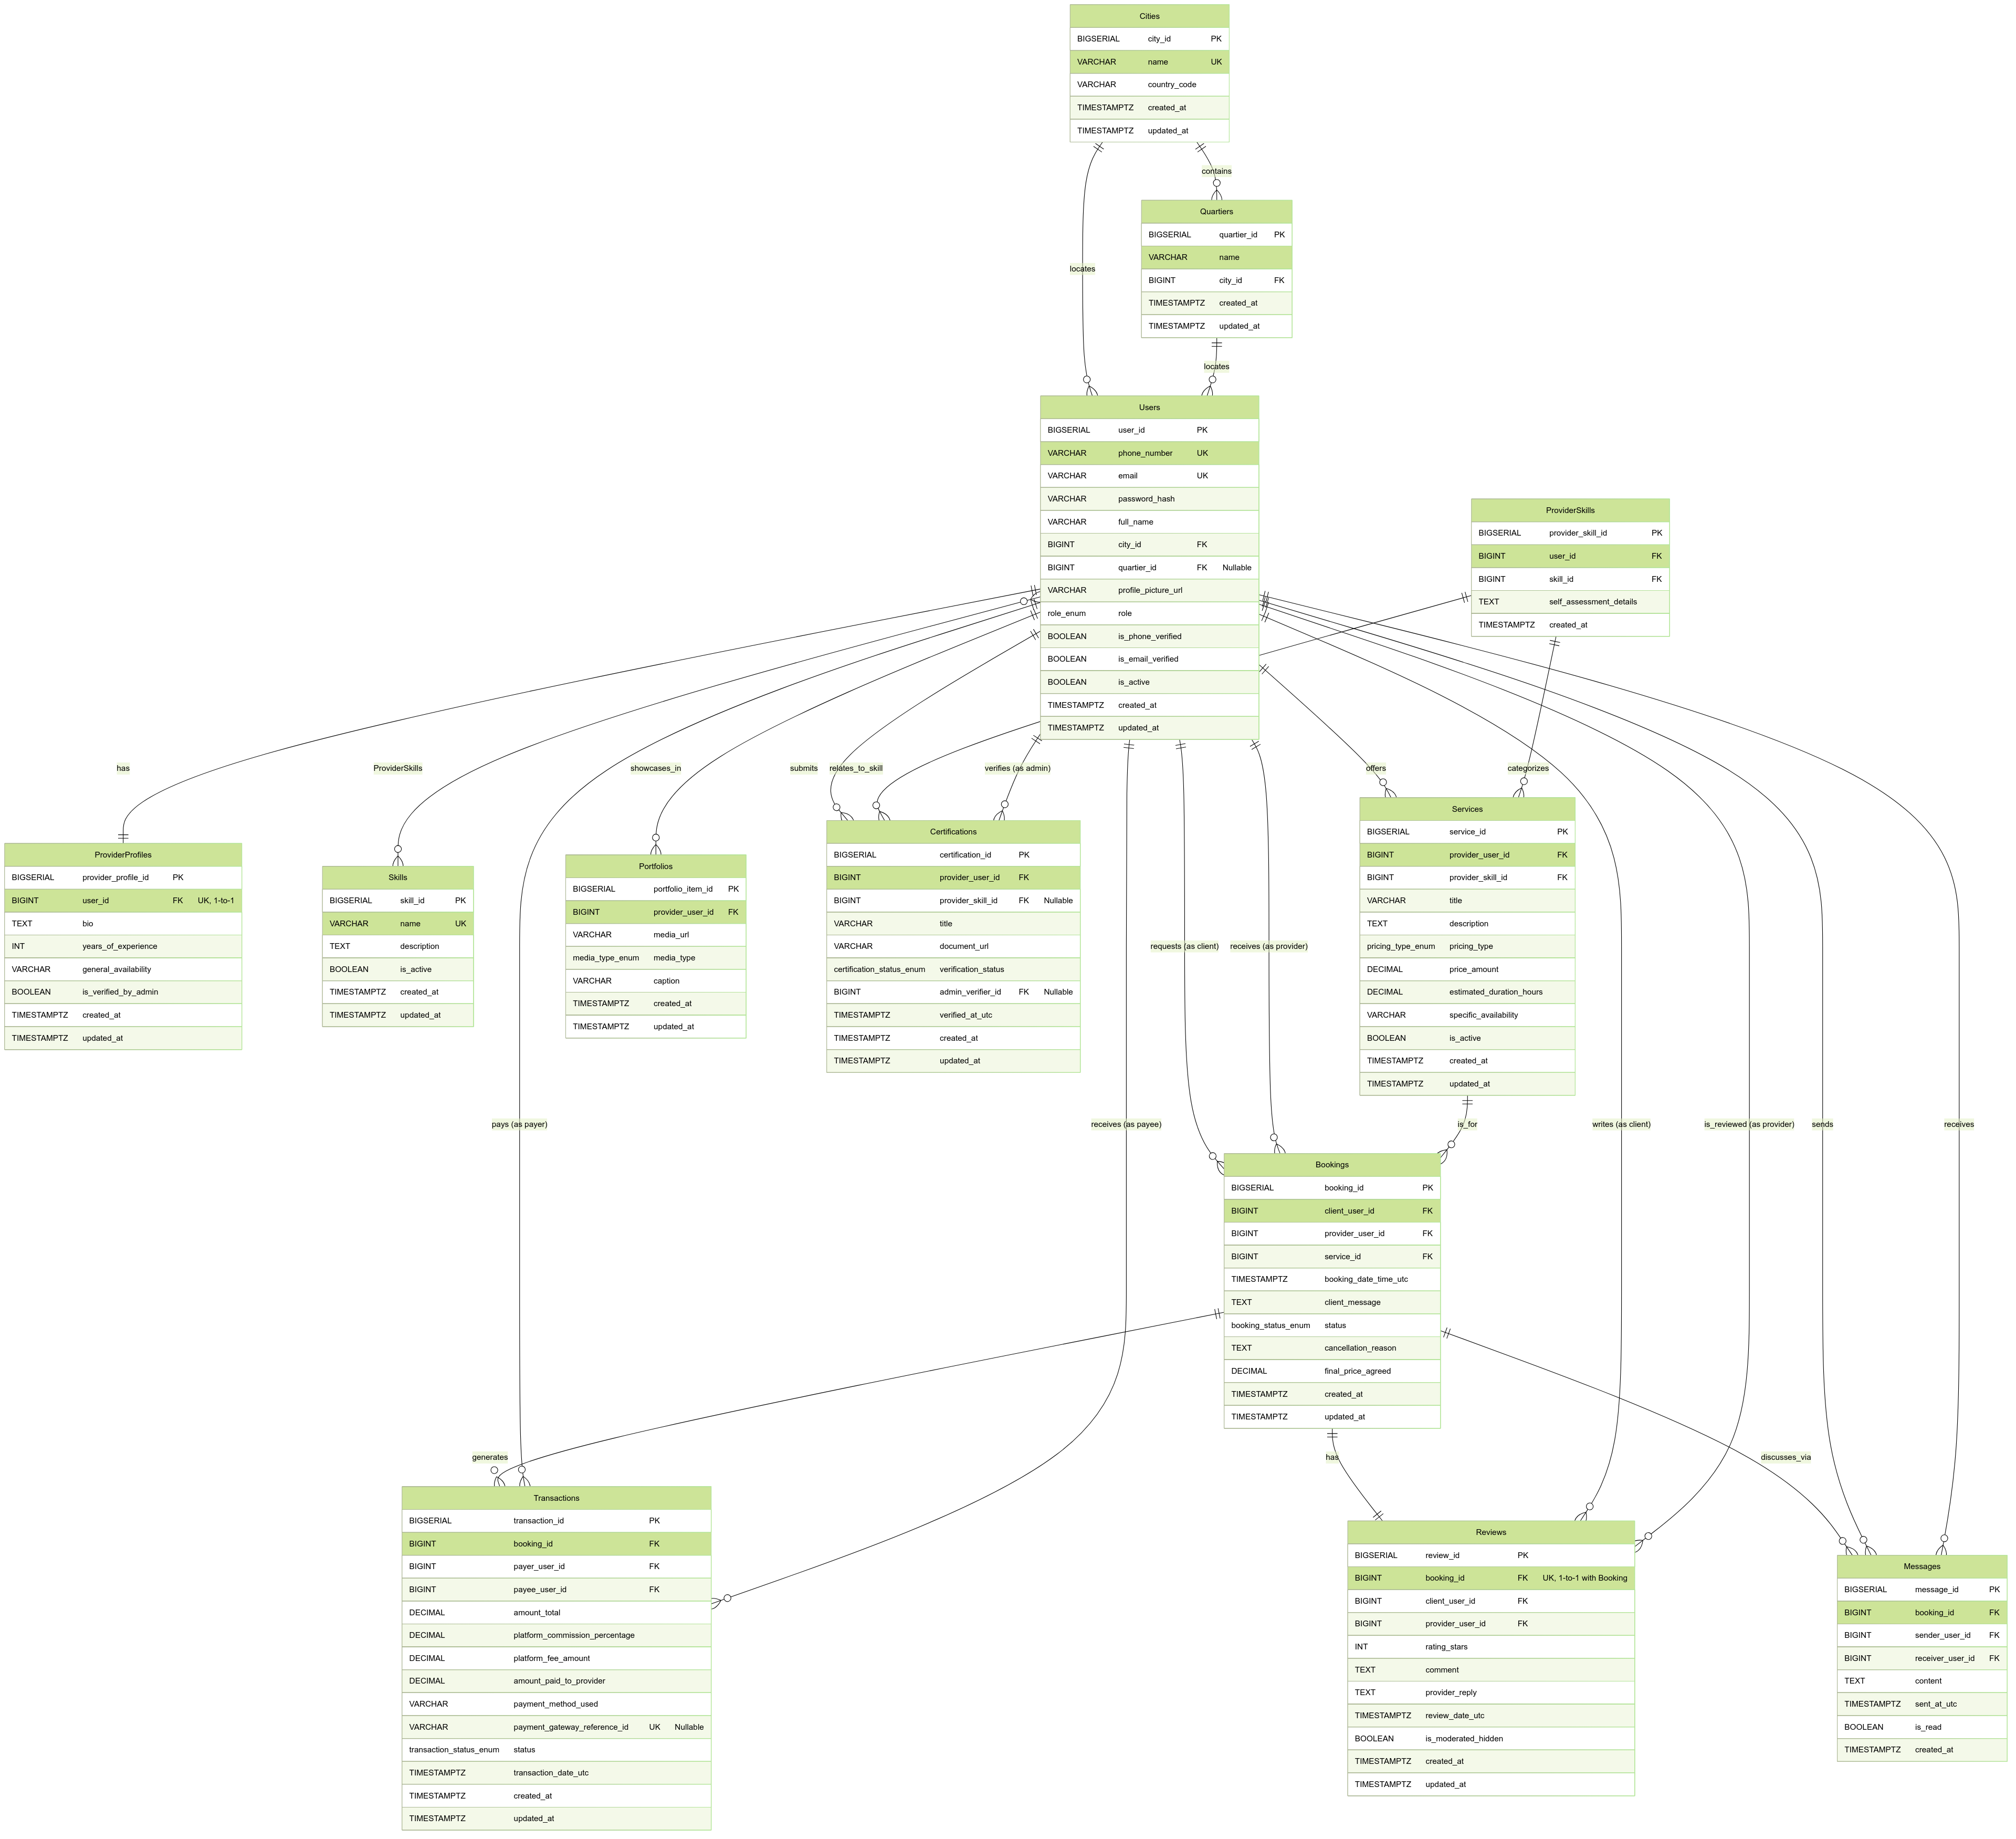 Cities
BIGSERIAL city_id PK
VARCHAR name UK
VARCHAR country_code
TIMESTAMPTZ created_at
TIMESTAMPTZ updated_at
contains
Quartiers
BIGSERIAL quartier_id PK
VARCHAR name
BIGINT city_id FK
TIMESTAMPTZ created_at
TIMESTAMPTZ updated_at
locates
locates
Users
BIGSERIAL user_id PK
VARCHAR phone_number UK
VARCHAR email UK
VARCHAR password_hash
VARCHAR full_name
BIGINT city_id FK
BIGINT quartier_id FK Nullable
VARCHAR profile_picture_url
role_enum role
BOOLEAN is_phone_verified
BOOLEAN is_email_verified
BOOLEAN is_active
TIMESTAMPTZ created_at
TIMESTAMPTZ updated_at
ProviderSkills
BIGSERIAL provider_skill_id PK
BIGINT user_id FK
BIGINT skill_id FK
TEXT self_assessment_details
TIMESTAMPTZ created_at
has
ProviderSkills
showcases_in
submits
relates_to_skill
verifies (as admin)
offers
categorizes
ProviderProfiles
BIGSERIAL provider_profile_id PK
BIGINT user_id FK UK, 1-to-1
TEXT bio
INT years_of_experience
VARCHAR general_availability
BOOLEAN is_verified_by_admin
TIMESTAMPTZ created_at
TIMESTAMPTZ updated_at
Skills
BIGSERIAL skill_id PK
VARCHAR name UK
TEXT description
BOOLEAN is_active
TIMESTAMPTZ created_at
TIMESTAMPTZ updated_at
Portfolios
BIGSERIAL portfolio_item_id PK
BIGINT provider_user_id FK
VARCHAR media_url
media_type_enum media_type
VARCHAR caption
TIMESTAMPTZ created_at
TIMESTAMPTZ updated_at
Certifications
BIGSERIAL certification_id PK
BIGINT provider_user_id FK
BIGINT provider_skill_id FK Nullable
VARCHAR title
VARCHAR document_url
certification_status_enum verification_status
BIGINT admin_verifier_id FK Nullable
TIMESTAMPTZ verified_at_utc
TIMESTAMPTZ created_at
TIMESTAMPTZ updated_at
Services
BIGSERIAL service_id PK
BIGINT provider_user_id FK
BIGINT provider_skill_id FK
VARCHAR title
TEXT description
pricing_type_enum pricing_type
DECIMAL price_amount
DECIMAL estimated_duration_hours
VARCHAR specific_availability
BOOLEAN is_active
TIMESTAMPTZ created_at
TIMESTAMPTZ updated_at
requests (as client)
receives (as provider)
pays (as payer)
receives (as payee)
is_for
writes (as client)
is_reviewed (as provider)
sends
receives
Bookings
BIGSERIAL booking_id PK
BIGINT client_user_id FK
BIGINT provider_user_id FK
BIGINT service_id FK
TIMESTAMPTZ booking_date_time_utc
TEXT client_message
booking_status_enum status
TEXT cancellation_reason
DECIMAL final_price_agreed
TIMESTAMPTZ created_at
TIMESTAMPTZ updated_at
generates
has
discusses_via
Transactions
BIGSERIAL transaction_id PK
BIGINT booking_id FK
BIGINT payer_user_id FK
BIGINT payee_user_id FK
DECIMAL amount_total
DECIMAL platform_commission_percentage
DECIMAL platform_fee_amount
DECIMAL amount_paid_to_provider
VARCHAR payment_method_used
VARCHAR payment_gateway_reference_id UK Nullable
transaction_status_enum status
TIMESTAMPTZ transaction_date_utc
TIMESTAMPTZ created_at
TIMESTAMPTZ updated_at
Reviews
BIGSERIAL review_id PK
BIGINT booking_id FK UK, 1-to-1 with Booking
BIGINT client_user_id FK
BIGINT provider_user_id FK
INT rating_stars
TEXT comment
TEXT provider_reply
TIMESTAMPTZ review_date_utc
BOOLEAN is_moderated_hidden
TIMESTAMPTZ created_at
TIMESTAMPTZ updated_at
Messages
BIGSERIAL message_id PK
BIGINT booking_id FK
BIGINT sender_user_id FK
BIGINT receiver_user_id FK
TEXT content
TIMESTAMPTZ sent_at_utc
BOOLEAN is_read
TIMESTAMPTZ created_at